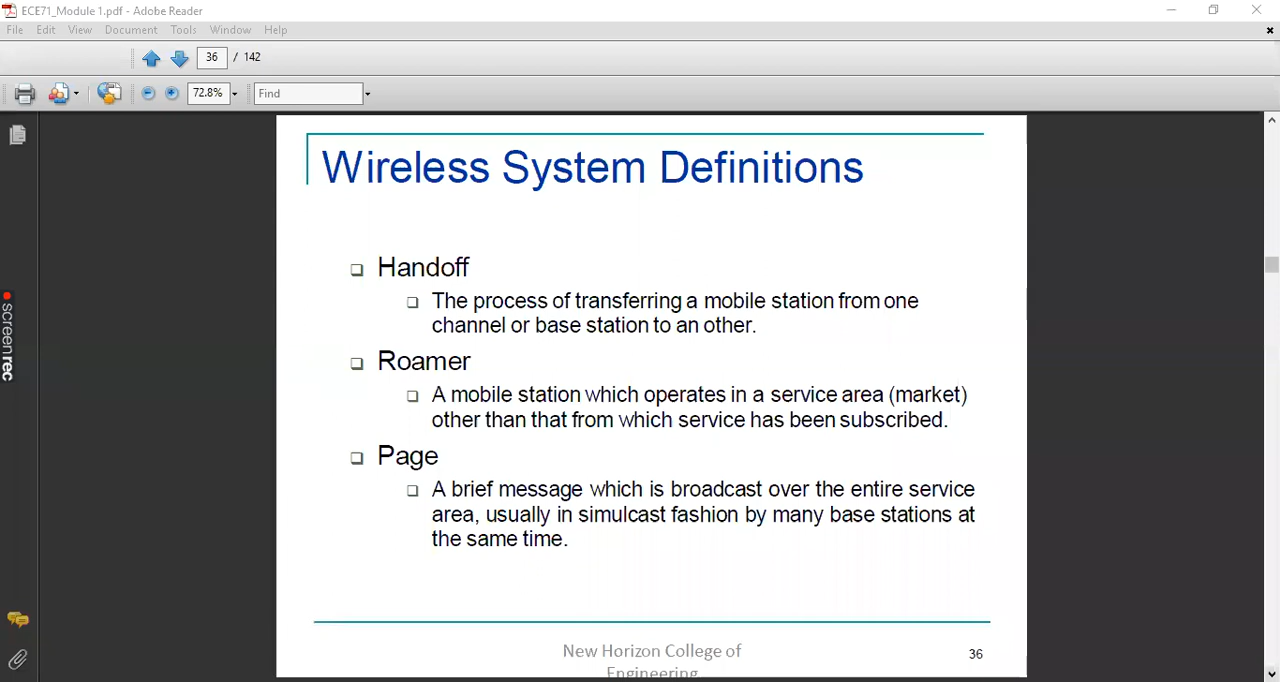 ECE71_Module 1.pdf - Adobe Reader
File Edit View Document Tools Window Help
36 / 142
72.8% Find
Wireless System Definitions
Handoff
The process of transferring a mobile station from one
channel or base station to an other.
Roamer
A mobile station which operates in a service area (market)
other than that from which service has been subscribed.
Page
A brief message which is broadcast over the entire service
area, usually in simulcast fashion by many base stations at
the same time.
New Horizon College of
Engineering
36
screenrec